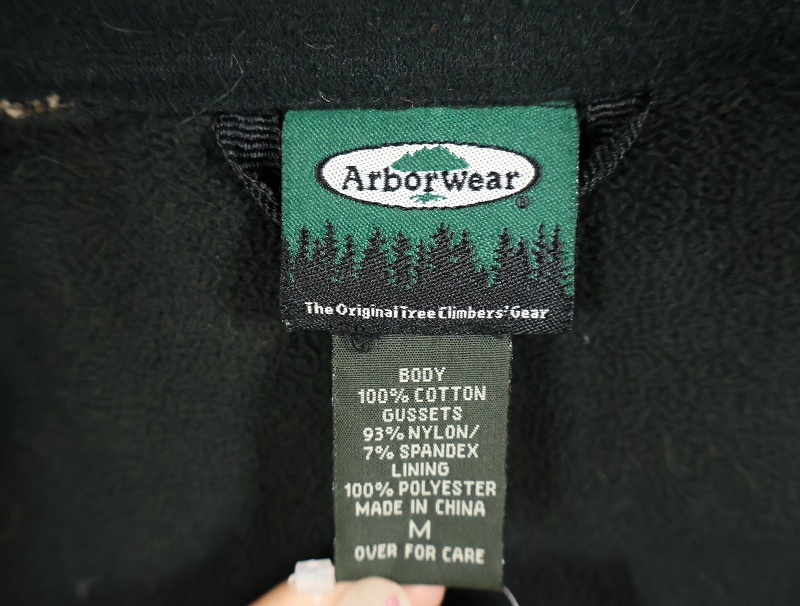 Arborwear®
The Original Tree Climbers' Gear
BODY
100% COTTON
GUSSETS
93% NYLON/
7% SPANDEX
LINING
100% POLYESTER
MADE IN CHINA
M
OVER FOR CARE